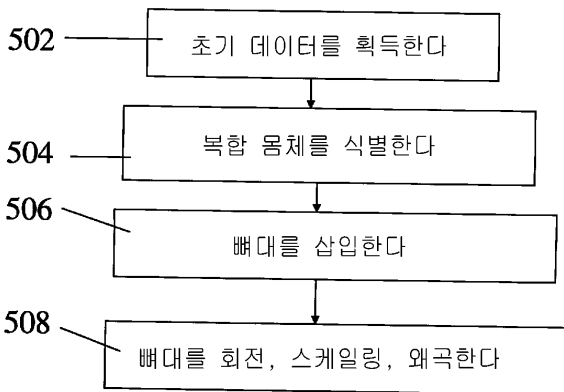 502
초기 데이터를 획득한다
504
복합 몸체를 식별한다
506
뼈대를 삽입한다
508
뼈대를 회전, 스케일링, 왜곡한다